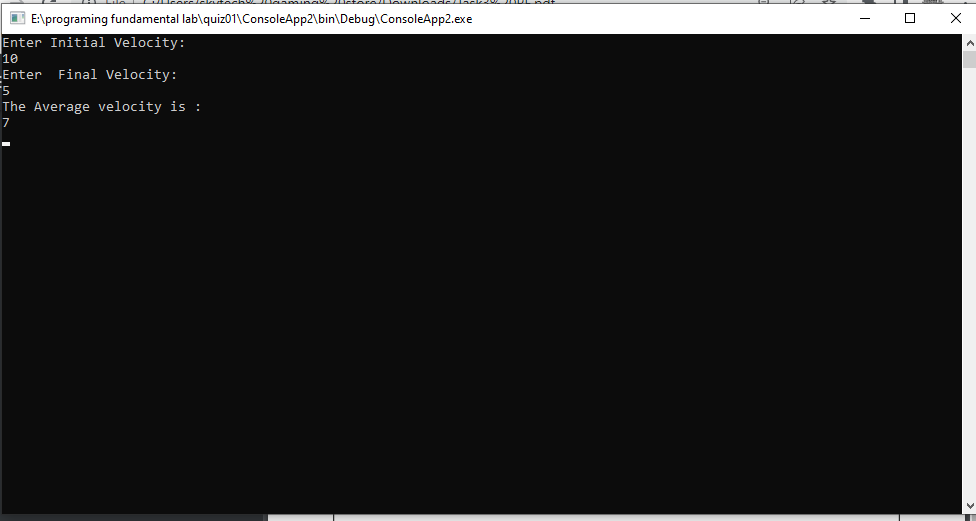 File
E:\programing fundamental lab\quiz01\ConsoleApp2\bin\Debug\ConsoleApp2.exe
Enter Initial Velocity:
10
Enter  Final Velocity:
5
The Average velocity is :
7